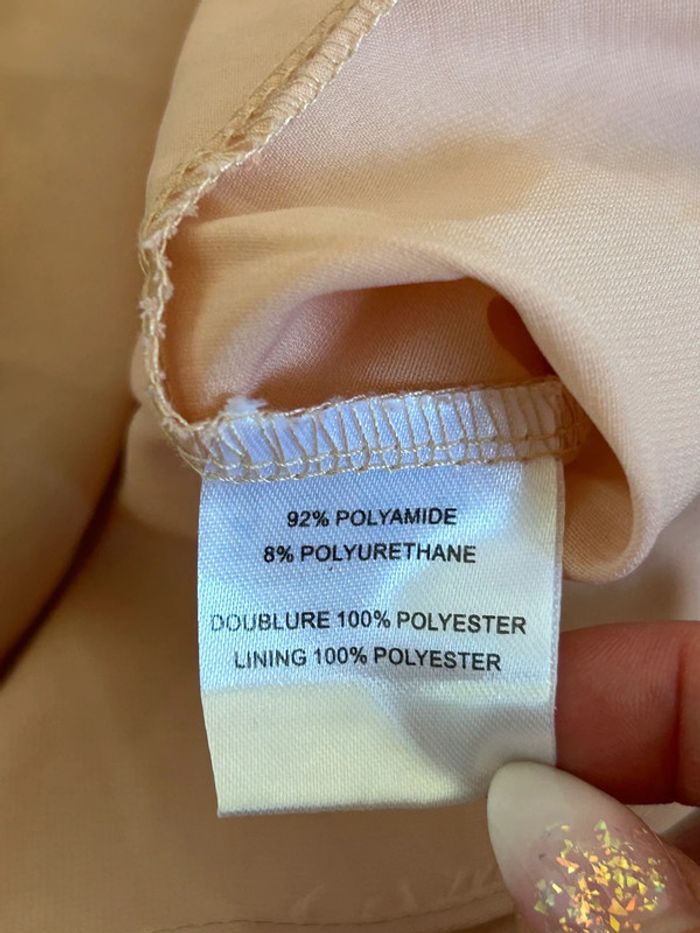 92% POLYAMIDE
8% POLYURETHANE
DOUBLURE 100% POLYESTER
LINING 100% POLYESTER